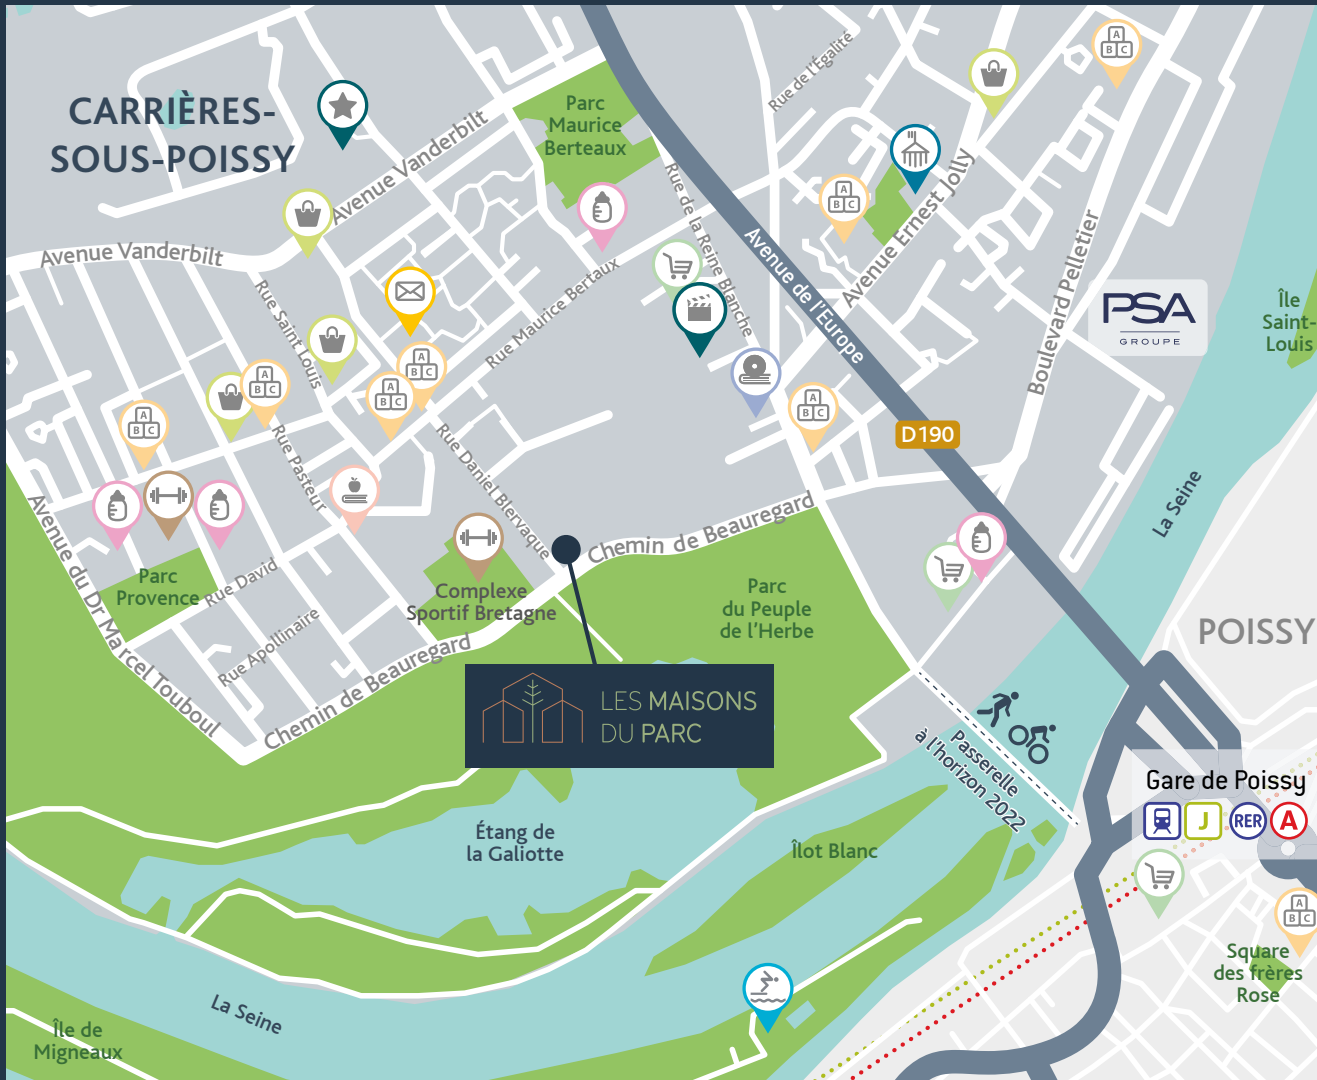 CARRIÈRES-
SOUS-POISSY
Parc
Maurice
Berteaux
Rue de l'Égalité
Avenue Vanderbilt
Avenue Vanderbilt
Rue de la Reine Blanche
Avenue de l'Europe
Avenue Ernest Jolly
Boulevard Pelletier
PSA
GROUPE
Île
Saint-
Louis
Rue Saint Louis
Rue Maurice Bertaux
A
B C
A
B C
A
B C
A
B C
A
B C
A
B C
A
B C
D190
Rue Pasteur
Rue Daniel Blervaque
La Seine
Avenue du Dr Marcel Touboul
Chemin de Beauregard
Parc
Provence
Rue David
Rue Apollinaire
Complexe
Sportif Bretagne
Chemin de Beauregard
Parc
du Peuple
de l'Herbe
POISSY
LES MAISONS
DU PARC
Passerelle
à l'horizon 2022
Gare de Poissy
J
RER
A
Étang de
la Galiotte
Îlot Blanc
A
B C
Square
des frères
Rose
La Seine
Île de
Migneaux